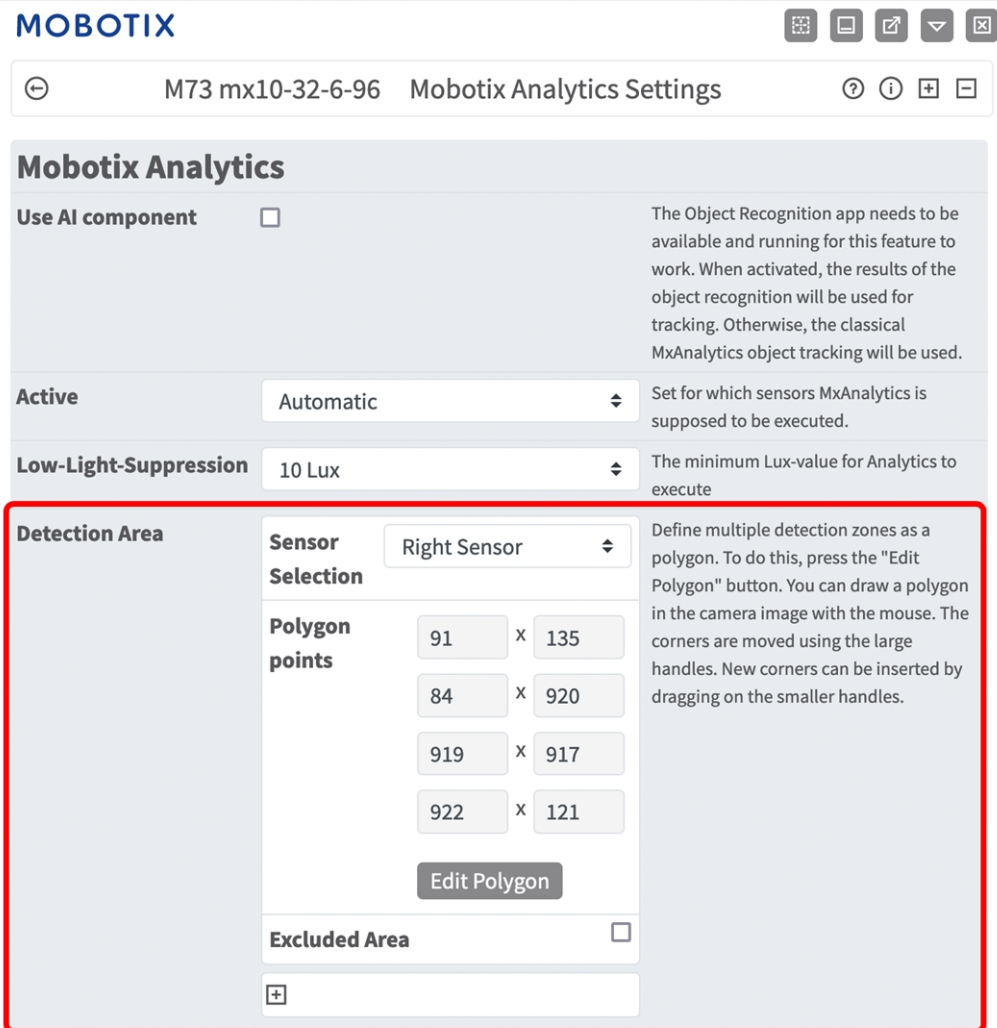 MOBOTIX
M73 mx10-32-6-96 Mobotix Analytics Settings
Mobotix Analytics
Use AI component
The Object Recognition app needs to be
available and running for this feature to
work. When activated, the results of the
object recognition will be used for
tracking. Otherwise, the classical
MxAnalytics object tracking will be used.
Active
Automatic
Set for which sensors MxAnalytics is
supposed to be executed.
Low-Light-Suppression
10 Lux
The minimum Lux-value for Analytics to
execute
Detection Area
Sensor
Selection
Right Sensor
Polygon
points
91 x 135
84 x 920
919 x 917
922 x 121
Edit Polygon
Excluded Area
Define multiple detection zones as a
polygon. To do this, press the "Edit
Polygon" button. You can draw a polygon
in the camera image with the mouse. The
corners are moved using the large
handles. New corners can be inserted by
dragging on the smaller handles.